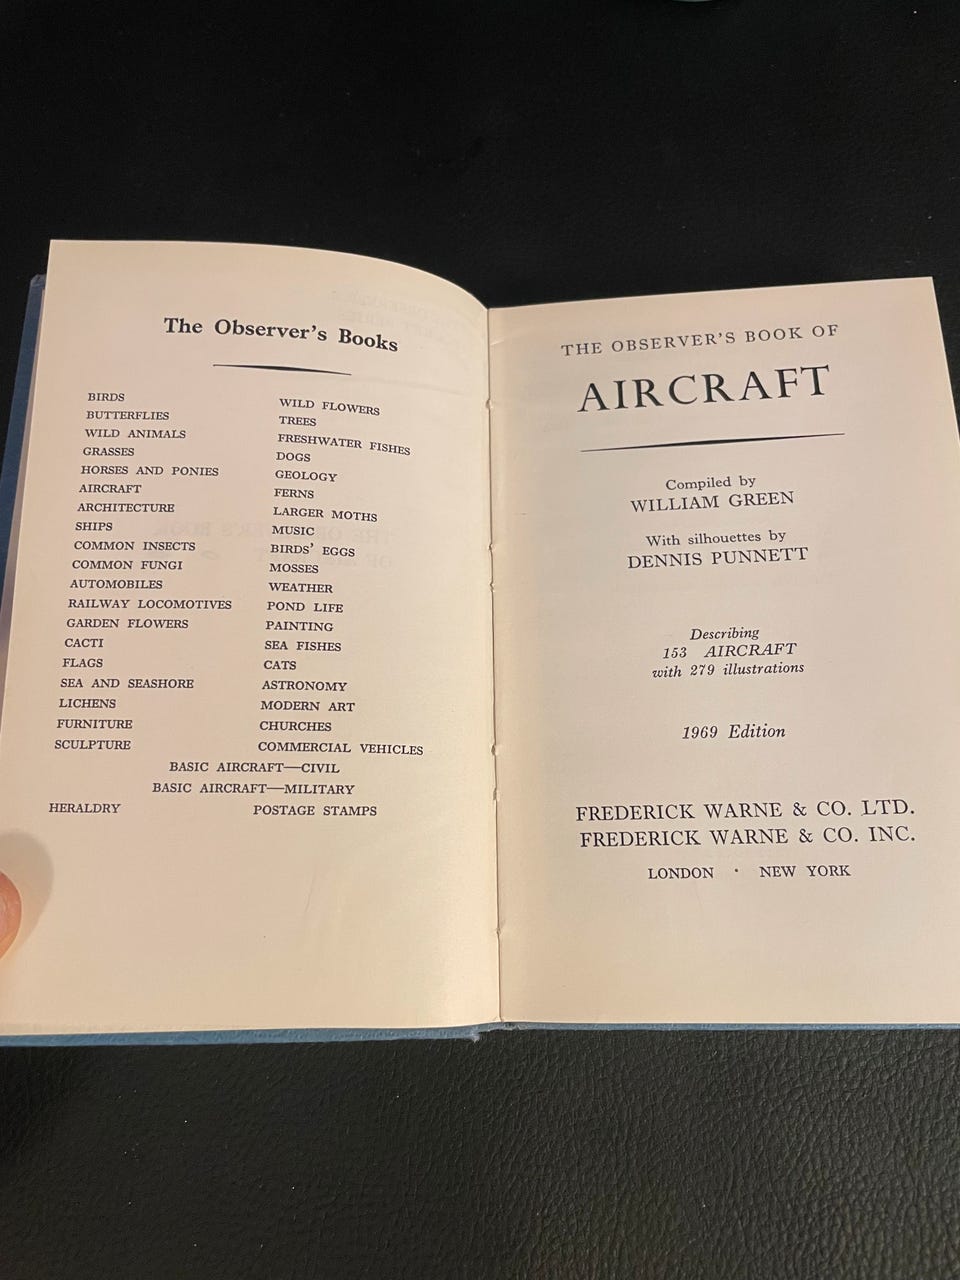 The Observer's Books
BIRDS
BUTTERFLIES
WILD ANIMALS
GRASSES
HORSES AND PONIES
AIRCRAFT
ARCHITECTURE
SHIPS
COMMON INSECTS
COMMON FUNGI
AUTOMOBILES
RAILWAY LOCOMOTIVES
GARDEN FLOWERS
CACTI
FLAGS
SEA AND SEASHORE
LICHENS
FURNITURE
SCULPTURE
WILD FLOWERS
TREES
FRESHWATER FISHES
DOGS
GEOLOGY
FERNS
LARGER MOTHS
MUSIC
BIRDS' EGGS
MOSSES
WEATHER
POND LIFE
PAINTING
SEA FISHES
CATS
ASTRONOMY
MODERN ART
CHURCHES
COMMERCIAL VEHICLES
BASIC AIRCRAFT—CIVIL
BASIC AIRCRAFT—MILITARY
HERALDRY POSTAGE STAMPS
THE OBSERVER'S BOOK OF
AIRCRAFT
Compiled by
WILLIAM GREEN
With silhouettes by
DENNIS PUNNETT
Describing
153 AIRCRAFT
with 279 illustrations
1969 Edition
FREDERICK WARNE & CO. LTD.
FREDERICK WARNE & CO. INC.
LONDON · NEW YORK